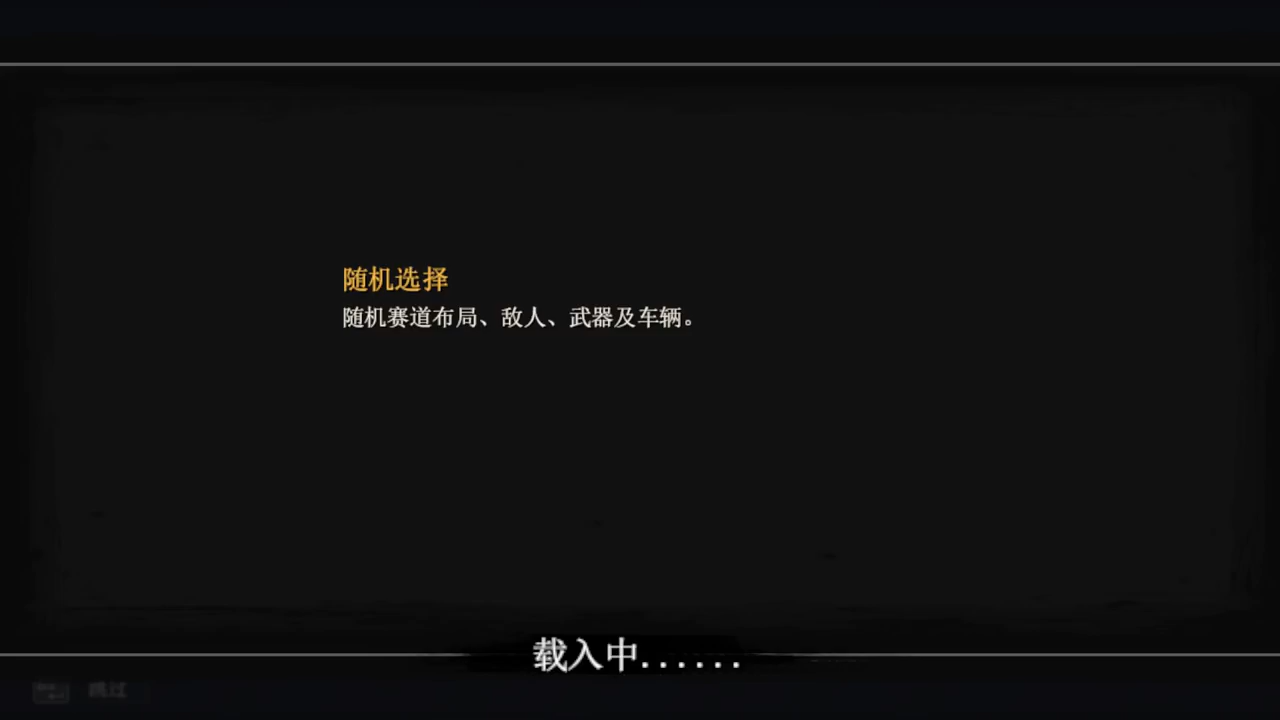 随机选择
随机赛道布局、敌人、武器及车辆。
载入中......
跳过